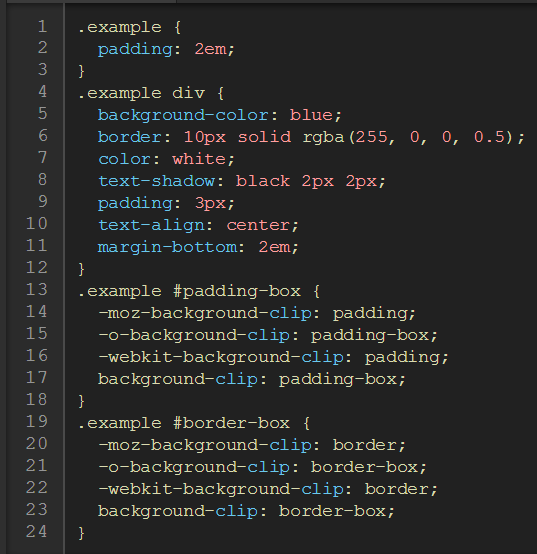 1 .example {
2   padding: 2em;
3 }
4 .example div {
5   background-color: blue;
6   border: 10px solid rgba(255, 0, 0, 0.5);
7   color: white;
8   text-shadow: black 2px 2px;
9   padding: 3px;
10   text-align: center;
11   margin-bottom: 2em;
12 }
13 .example #padding-box {
14   -moz-background-clip: padding;
15   -o-background-clip: padding-box;
16   -webkit-background-clip: padding;
17   background-clip: padding-box;
18 }
19 .example #border-box {
20   -moz-background-clip: border;
21   -o-background-clip: border-box;
22   -webkit-background-clip: border;
23   background-clip: border-box;
24 }